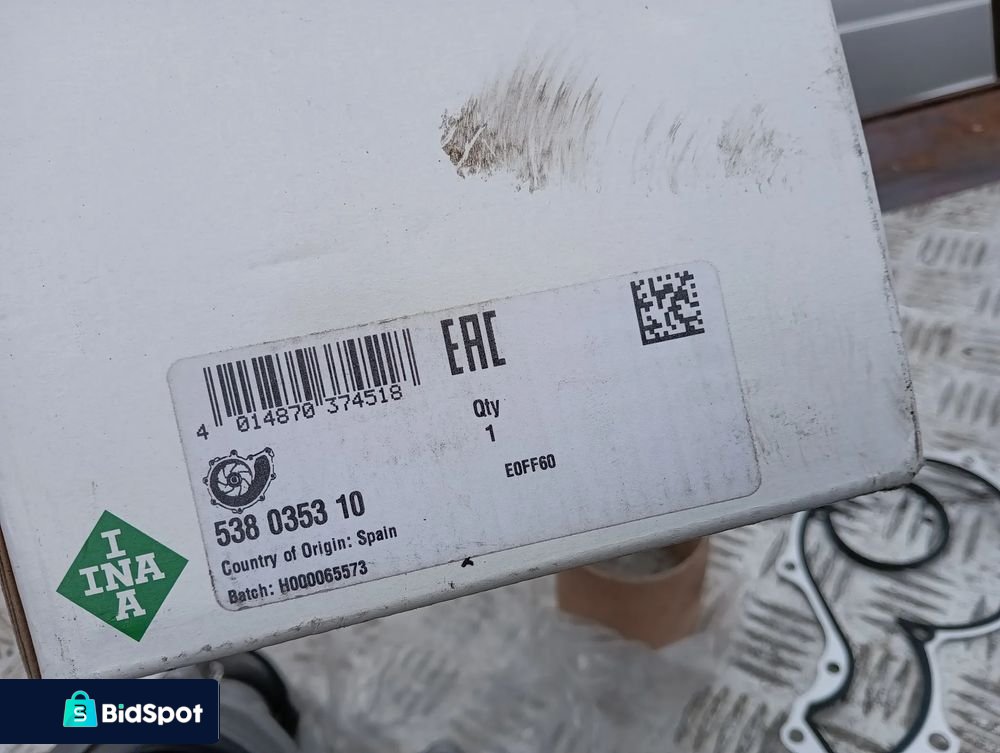 EAC
4 014870 374518
Qty
1
E0FF60
538 0353 10
Country of Origin: Spain
Batch: H000065573
I
INA
A
BidSpot